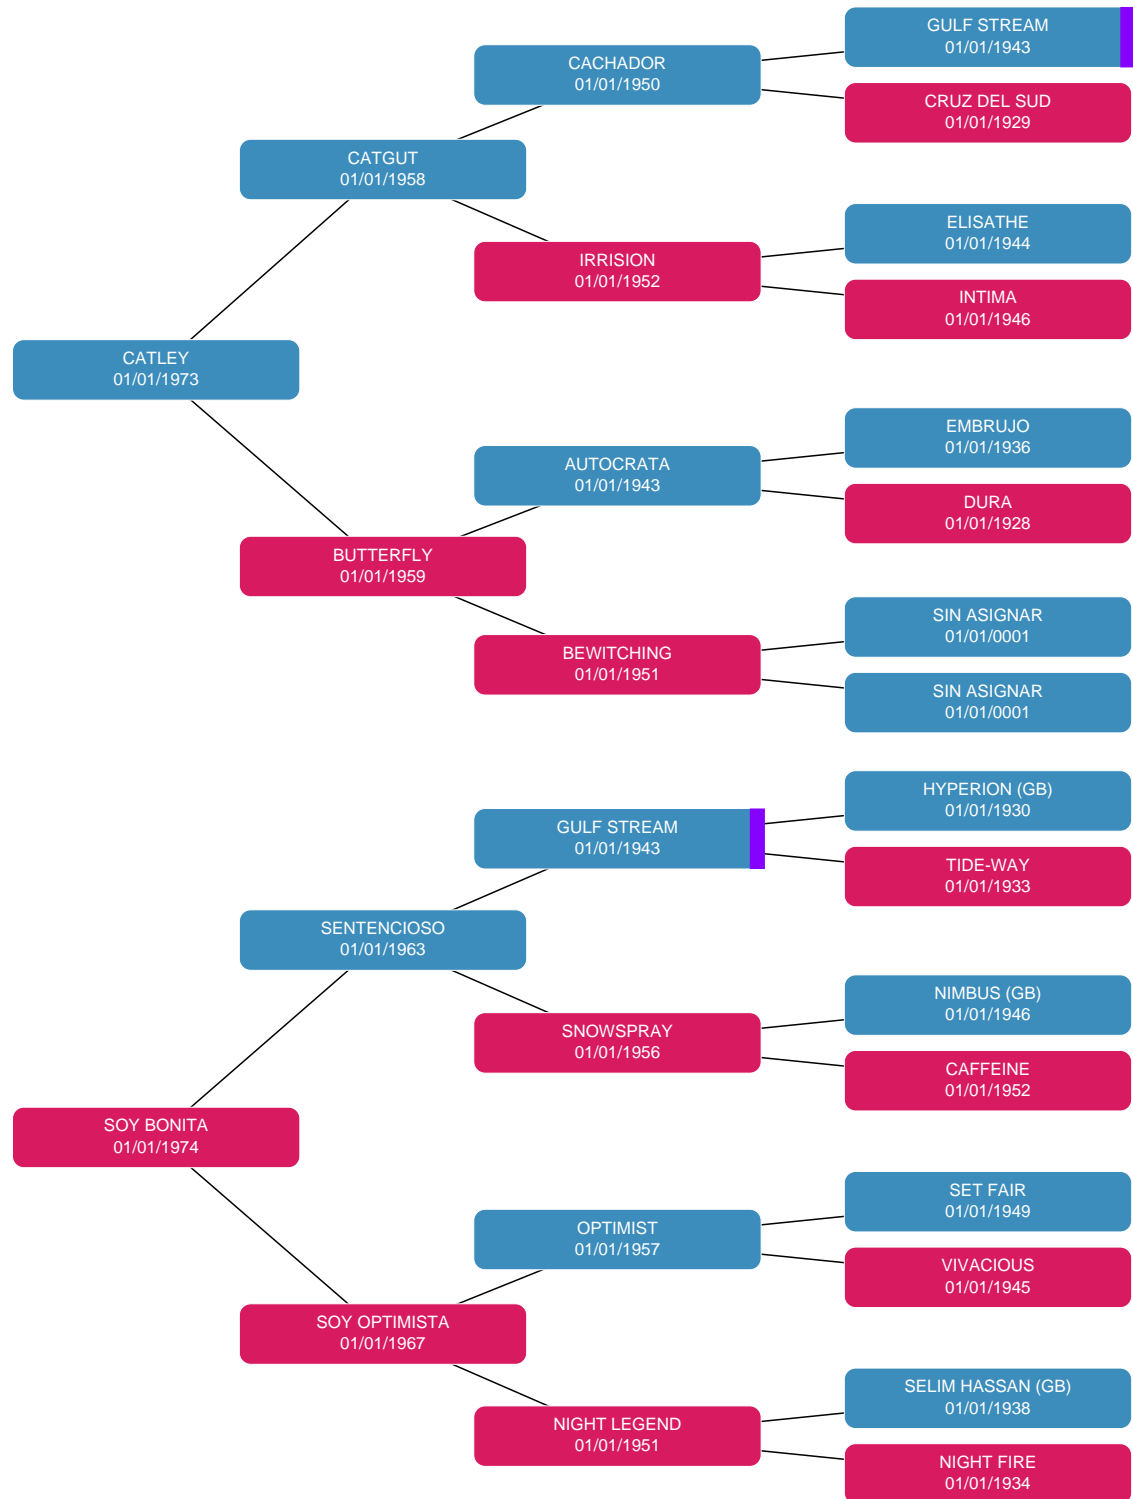 GULF STREAM
01/01/1943
CACHADOR
01/01/1950
CRUZ DEL SUD
01/01/1929
CATGUT
01/01/1958
ELISATHE
01/01/1944
IRRISION
01/01/1952
INTIMA
01/01/1946
CATLEY
01/01/1973
EMBRUJO
01/01/1936
AUTOCRATA
01/01/1943
DURA
01/01/1928
BUTTERFLY
01/01/1959
SIN ASIGNAR
01/01/0001
BEWITCHING
01/01/1951
SIN ASIGNAR
01/01/0001
HYPERION (GB)
01/01/1930
GULF STREAM
01/01/1943
TIDE-WAY
01/01/1933
SENTENCIOSO
01/01/1963
NIMBUS (GB)
01/01/1946
SNOWSPRAY
01/01/1956
CAFFEINE
01/01/1952
SOY BONITA
01/01/1974
SET FAIR
01/01/1949
OPTIMIST
01/01/1957
VIVACIOUS
01/01/1945
SOY OPTIMISTA
01/01/1967
SELIM HASSAN (GB)
01/01/1938
NIGHT LEGEND
01/01/1951
NIGHT FIRE
01/01/1934